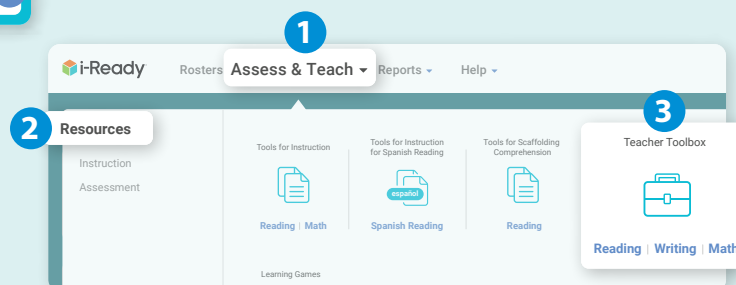 1
i-Ready
Rosters Assess & Teach Reports Help
2 Resources
Instruction
Assessment
Tools for Instruction
Reading | Math
Tools for Instruction
for Spanish Reading
español
Spanish Reading
Tools for Scaffolding
Comprehension
Reading
3
Teacher Toolbox
Reading | Writing | Math
Learning Games